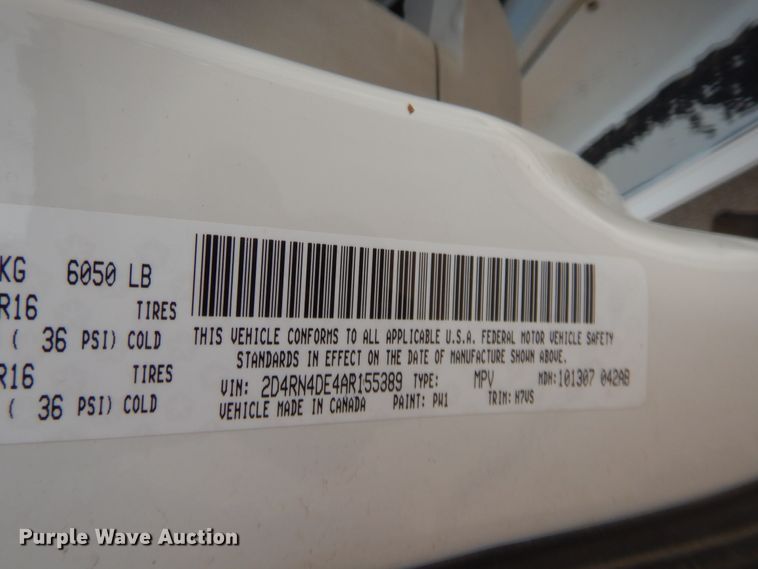 KG 6050 LB
R16 TIRES
( 36 PSI) COLD
R16 TIRES
( 36 PSI) COLD
THIS VEHICLE CONFORMS TO ALL APPLICABLE U.S.A. FEDERAL MOTOR VEHICLE SAFETY
STANDARDS IN EFFECT ON THE DATE OF MANUFACTURE SHOWN ABOVE.
VIN: 2D4RN4DE4AR155389 TYPE: MPV MDH:101307 042AB
VEHICLE MADE IN CANADA PAINT: PW1 TRIM: H7VS
Purple Wave Auction